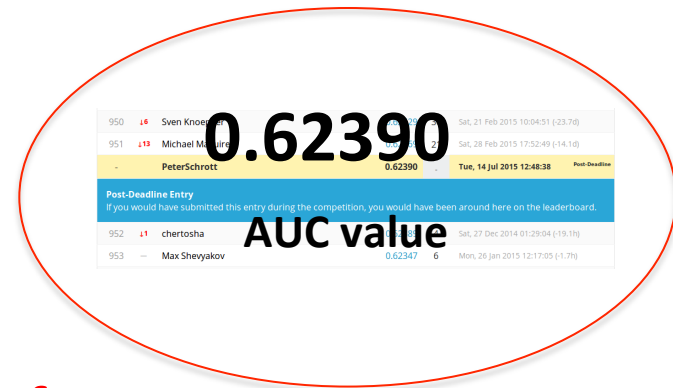 950 ↓6 Sven Knoe Sat, 21 Feb 2015 10:04:51 (-23.7d)
0.62390
951 ↓13 Michael Ma uire Sat, 28 Feb 2015 17:52:49 (-14.1d)
- PeterSchrott 0.62390 - Tue, 14 Jul 2015 12:48:38 Post-Deadline
Post-Deadline Entry
If you would have submitted this entry during the competition, you would have been around here on the leaderboard.
AUC value
952 ↓1 chertosha Sat, 27 Dec 2014 01:29:04 (-19.1h)
953 — Max Shevyakov 0.62347 6 Mon, 26 Jan 2015 12:17:05 (-1.7h)